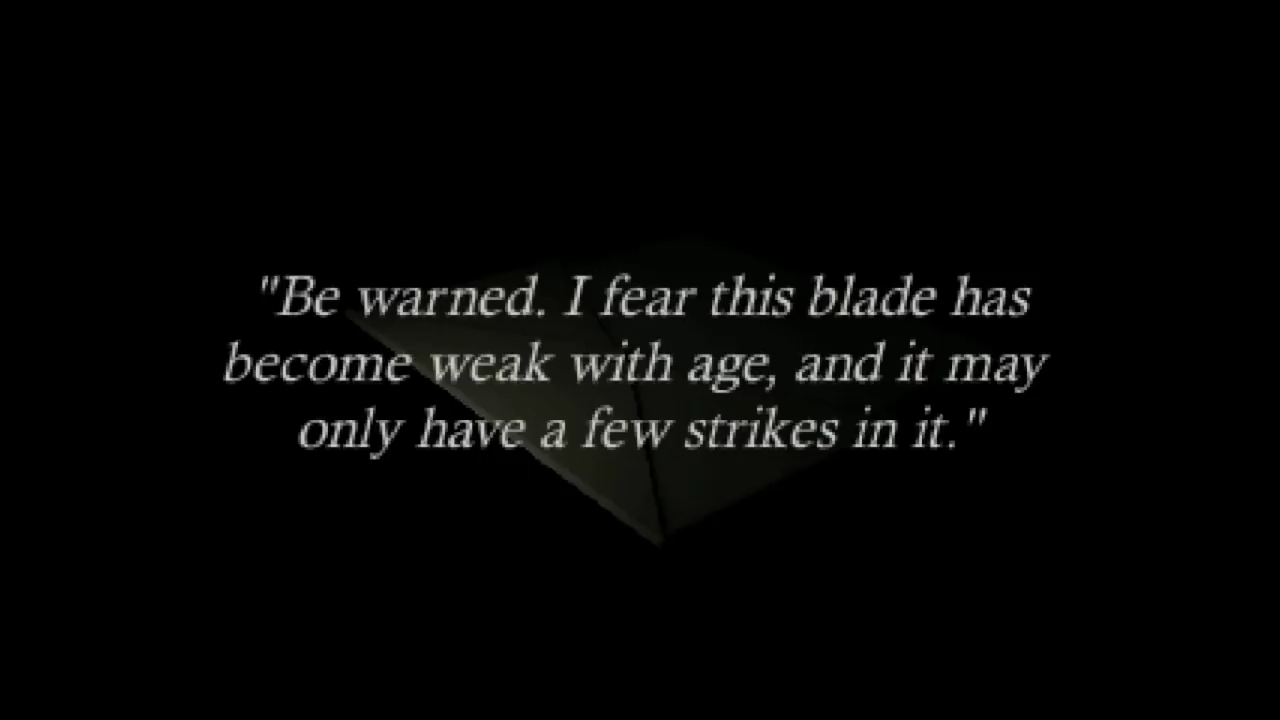 "Be warned. I fear this blade has
become weak with age, and it may
only have a few strikes in it."